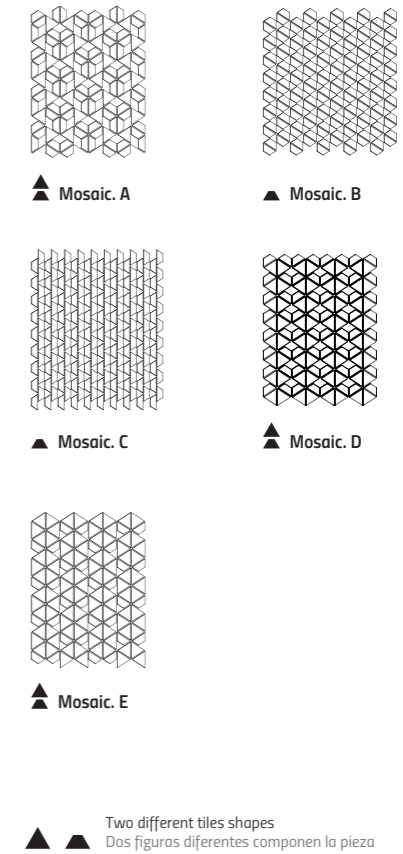 Mosaic. A
Mosaic. B
Mosaic. C
Mosaic. D
Mosaic. E
Two different tiles shapes
Dos figuras diferentes componen la pieza